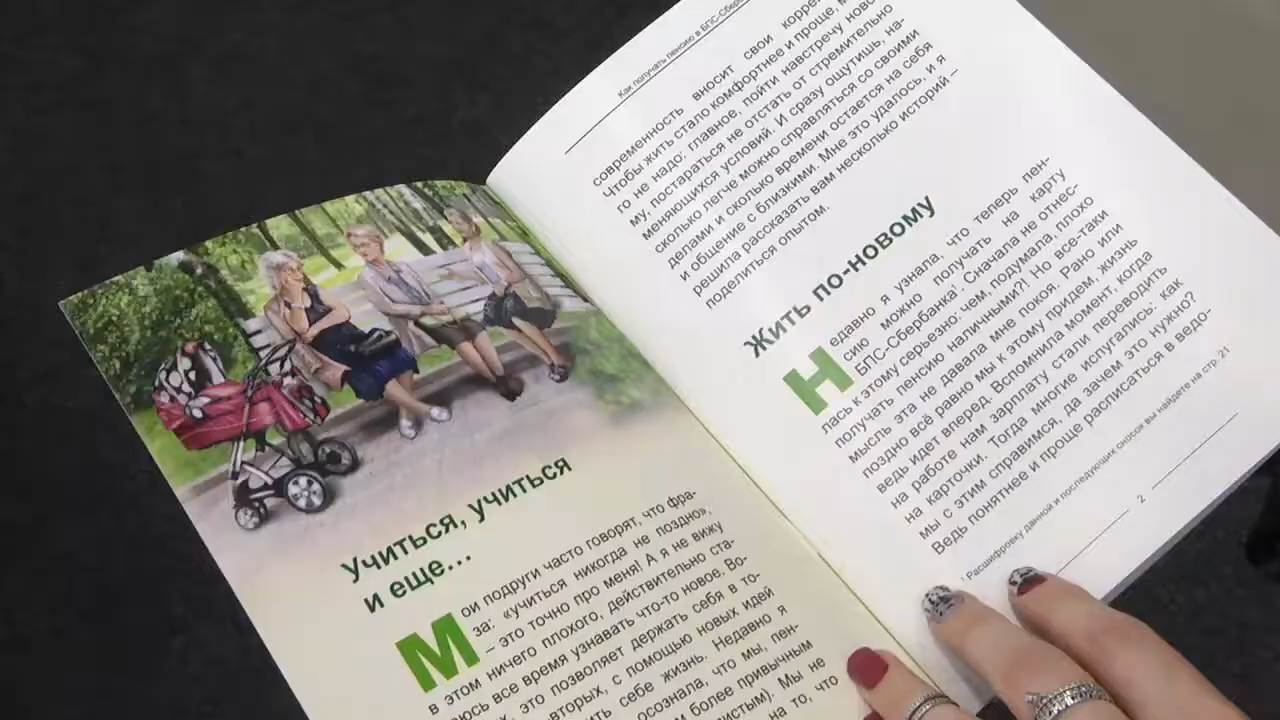 Учиться, учиться
и еще...
Мои подруги часто говорят, что фра-
за: «учиться никогда не поздно»,
– это точно про меня! А я не вижу
в этом ничего плохого, действительно ста-
юсь все время узнавать что-то новое. Во-
это позволяет держать себя в то-
вторых, с помощью новых идей
себе жизнь. Недавно я
осознала, что мы, пен-
более привычным
Мы не
на то, что
Как получать пенсию в БПС-Сбер
современность вносит свои корре
Чтобы жить стало комфортнее и проще,
го не надо: главное, пойти навстречу ново
му, постараться не отстать от стремительно
меняющихся условий. И сразу ощутишь, на-
сколько легче можно справляться со своими
делами и сколько времени остается на себя
и общение с близкими. Мне это удалось, и я
решила рассказать вам несколько историй –
поделиться опытом.
Жить по-новому
Недавно я узнала, что теперь пен-
сию можно получать на карту
БПС-Сбербанка¹. Сначала не отнес-
лась к этому серьезно: чем, подумала, плохо
получать пенсию наличными?! Но все-таки
мысль эта не давала мне покоя. Рано или
поздно всё равно мы к этому придем, жизнь
ведь идет вперед. Вспомнила момент, когда
на работе нам зарплату стали переводить
на карточки. Тогда многие испугались: как
мы с этим справимся, да зачем это нужно?
Ведь понятнее и проще расписаться в ведо-
¹ Расшифровку данной и последующих сносок вы найдете на стр.21
2